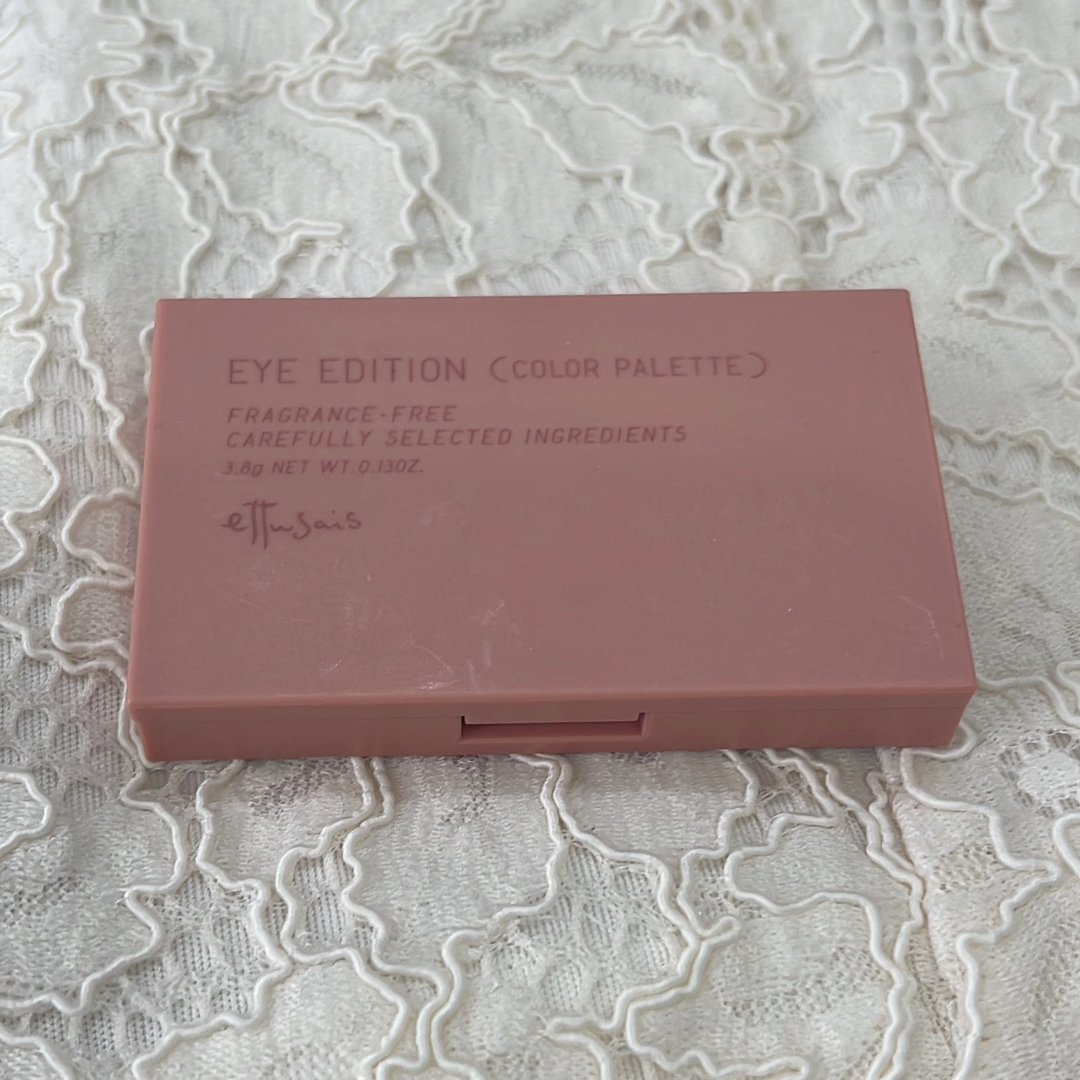 EYE EDITION (COLOR PALETTE)
FRAGRANCE-FREE
CAREFULLY SELECTED INGREDIENTS
3.8g NET WT.0.13OZ.
ettusais